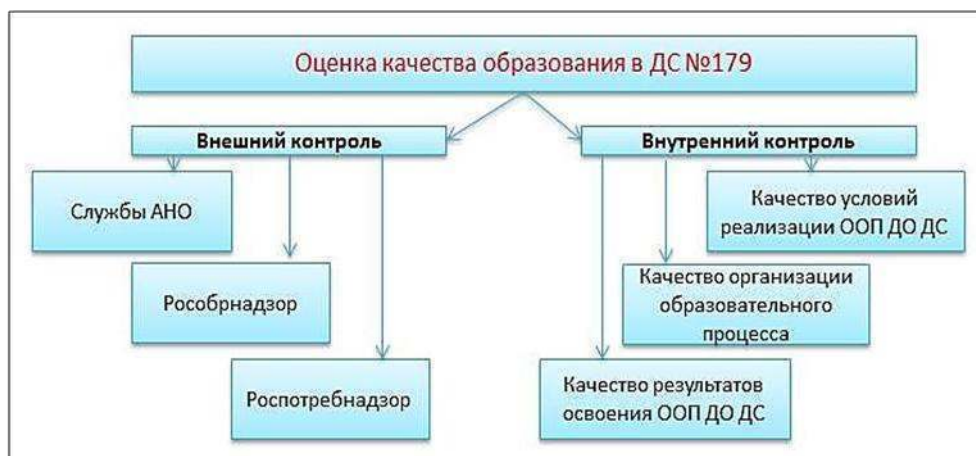 Оценка качества образования в ДС №179
Внешний контроль
Внутренний контроль
Службы АНО
Качество условий
реализации ООП ДО ДС
Рособрнадзор
Качество организации
образовательного
процесса
Роспотребнадзор
Качество результатов
освоения ООП ДО ДС